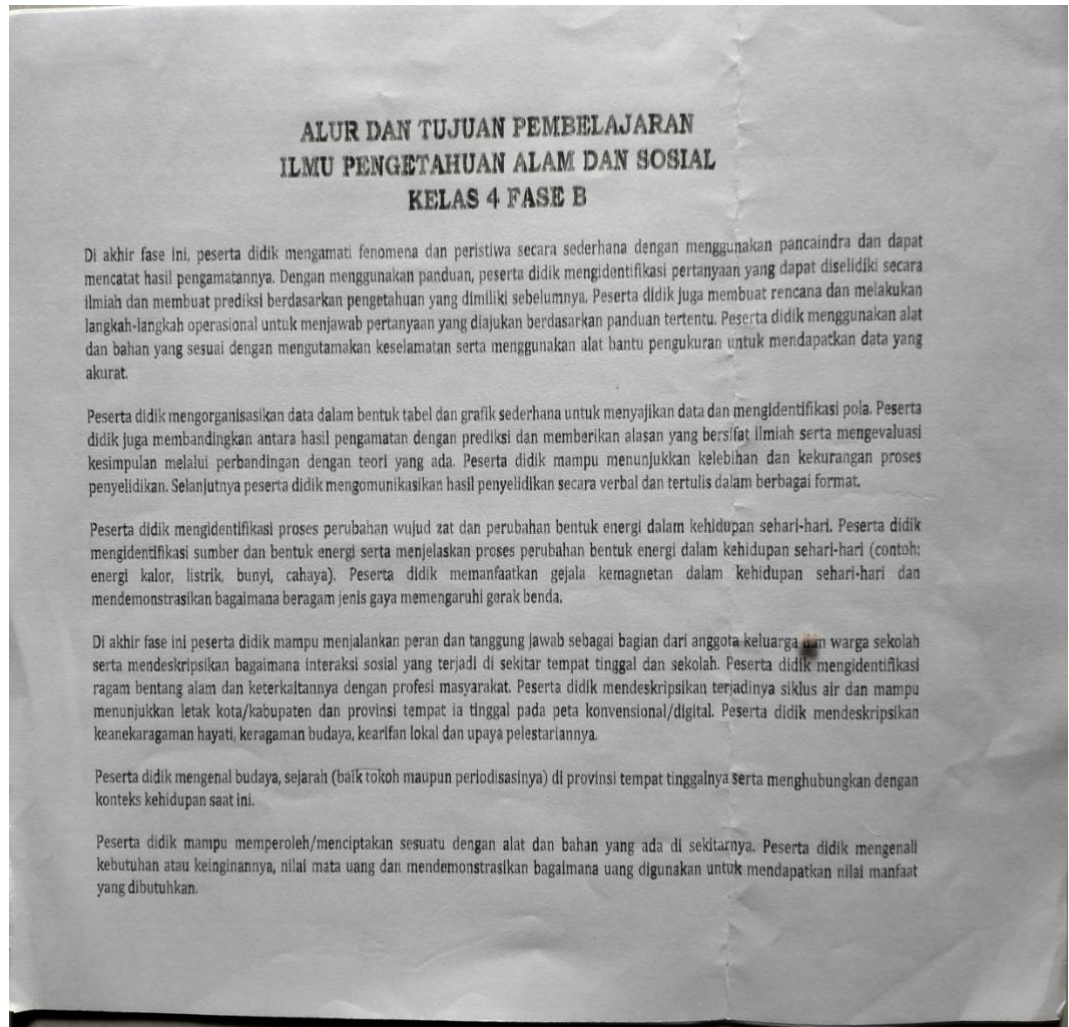 ALUR DAN TUJUAN PEMBELAJARAN
ILMU PENGETAHUAN ALAM DAN SOSIAL
KELAS 4 FASE B
Di akhir fase ini, peserta didik mengamati fenomena dan peristiwa secara sederhana dengan menggunakan pancaindra dan dapat
mencatat hasil pengamatannya. Dengan menggunakan panduan, peserta didik mengidentifikasi pertanyaan yang dapat diselidiki secara
ilmiah dan membuat prediksi berdasarkan pengetahuan yang dimiliki sebelumnya. Peserta didik juga membuat rencana dan melakukan
langkah-langkah operasional untuk menjawab pertanyaan yang diajukan berdasarkan panduan tertentu. Peserta didik menggunakan alat
dan bahan yang sesuai dengan mengutamakan keselamatan serta menggunakan alat bantu pengukuran untuk mendapatkan data yang
akurat.
Peserta didik mengorganisasikan data dalam bentuk tabel dan grafik sederhana untuk menyajikan data dan mengidentifikasi pola. Peserta
didik juga membandingkan antara hasil pengamatan dengan prediksi dan memberikan alasan yang bersifat ilmiah serta mengevaluasi
kesimpulan melalui perbandingan dengan teori yang ada. Peserta didik mampu menunjukkan kelebihan dan kekurangan proses
penyelidikan. Selanjutnya peserta didik mengomunikasikan hasil penyelidikan secara verbal dan tertulis dalam berbagai format.
Peserta didik mengidentifikasi proses perubahan wujud zat dan perubahan bentuk energi dalam kehidupan sehari-hari. Peserta didik
mengidentifikasi sumber dan bentuk energi serta menjelaskan proses perubahan bentuk energi dalam kehidupan sehari-hari (contoh:
energi kalor, listrik, bunyi, cahaya). Peserta didik memanfaatkan gejala kemagnetan dalam kehidupan sehari-hari dan
mendemonstrasikan bagaimana beragam jenis gaya memengaruhi gerak benda.
Di akhir fase ini peserta didik mampu menjalankan peran dan tanggung jawab sebagai bagian dari anggota keluarga dan warga sekolah
serta mendeskripsikan bagaimana interaksi sosial yang terjadi di sekitar tempat tinggal dan sekolah. Peserta didik mengidentifikasi
ragam bentang alam dan keterkaitannya dengan profesi masyarakat. Peserta didik mendeskripsikan terjadinya siklus air dan mampu
menunjukkan letak kota/kabupaten dan provinsi tempat ia tinggal pada peta konvensional/digital. Peserta didik mendeskripsikan
keanekaragaman hayati, keragaman budaya, kearifan lokal dan upaya pelestariannya.
Peserta didik mengenal budaya, sejarah (baik tokoh maupun periodisasinya) di provinsi tempat tinggalnya serta menghubungkan dengan
konteks kehidupan saat ini.
Peserta didik mampu memperoleh/menciptakan sesuatu dengan alat dan bahan yang ada di sekitarnya. Peserta didik mengenali
kebutuhan atau keinginannya, nilai mata uang dan mendemonstrasikan bagaimana uang digunakan untuk mendapatkan nilai manfaat
yang dibutuhkan.